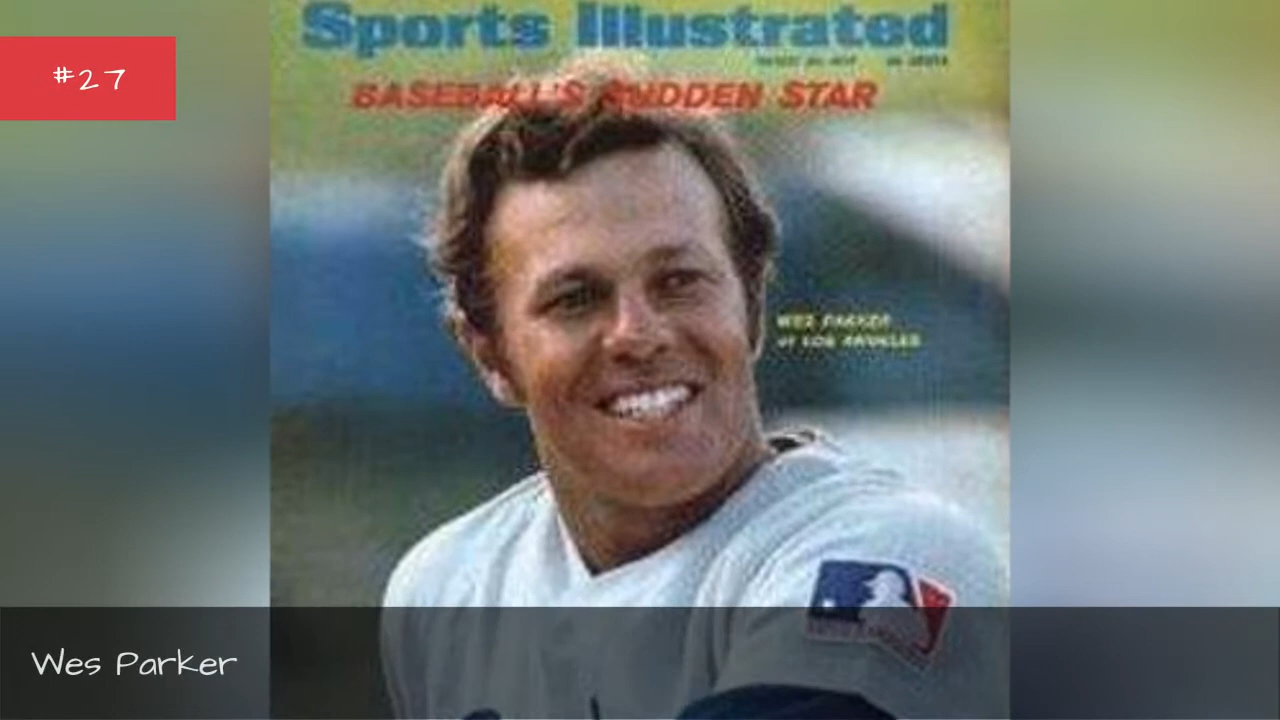 Sports Illustrated
#27
BASEBALL'S SUDDEN STAR
WES PARKER
OF LOS ANGELES
Wes Parker